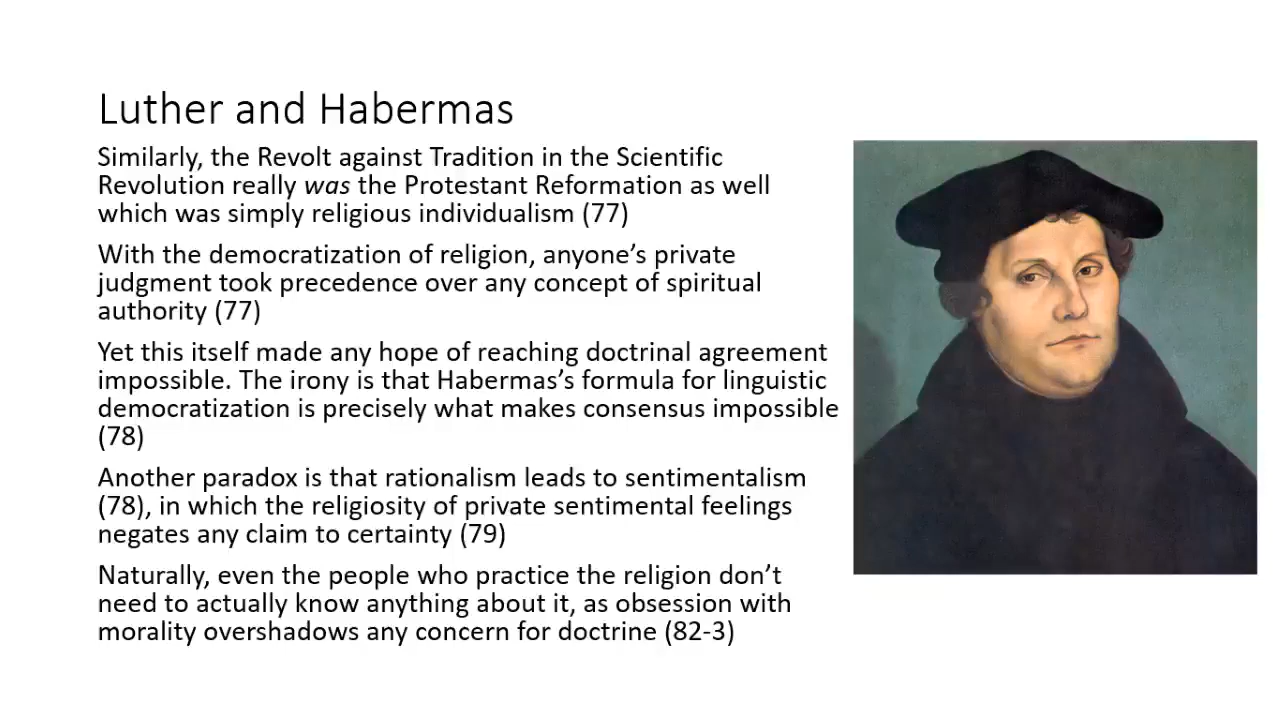 Luther and Habermas
Similarly, the Revolt against Tradition in the Scientific
Revolution really was the Protestant Reformation as well
which was simply religious individualism (77)
With the democratization of religion, anyone’s private
judgment took precedence over any concept of spiritual
authority (77)
Yet this itself made any hope of reaching doctrinal agreement
impossible. The irony is that Habermas’s formula for linguistic
democratization is precisely what makes consensus impossible
(78)
Another paradox is that rationalism leads to sentimentalism
(78), in which the religiosity of private sentimental feelings
negates any claim to certainty (79)
Naturally, even the people who practice the religion don’t
need to actually know anything about it, as obsession with
morality overshadows any concern for doctrine (82-3)